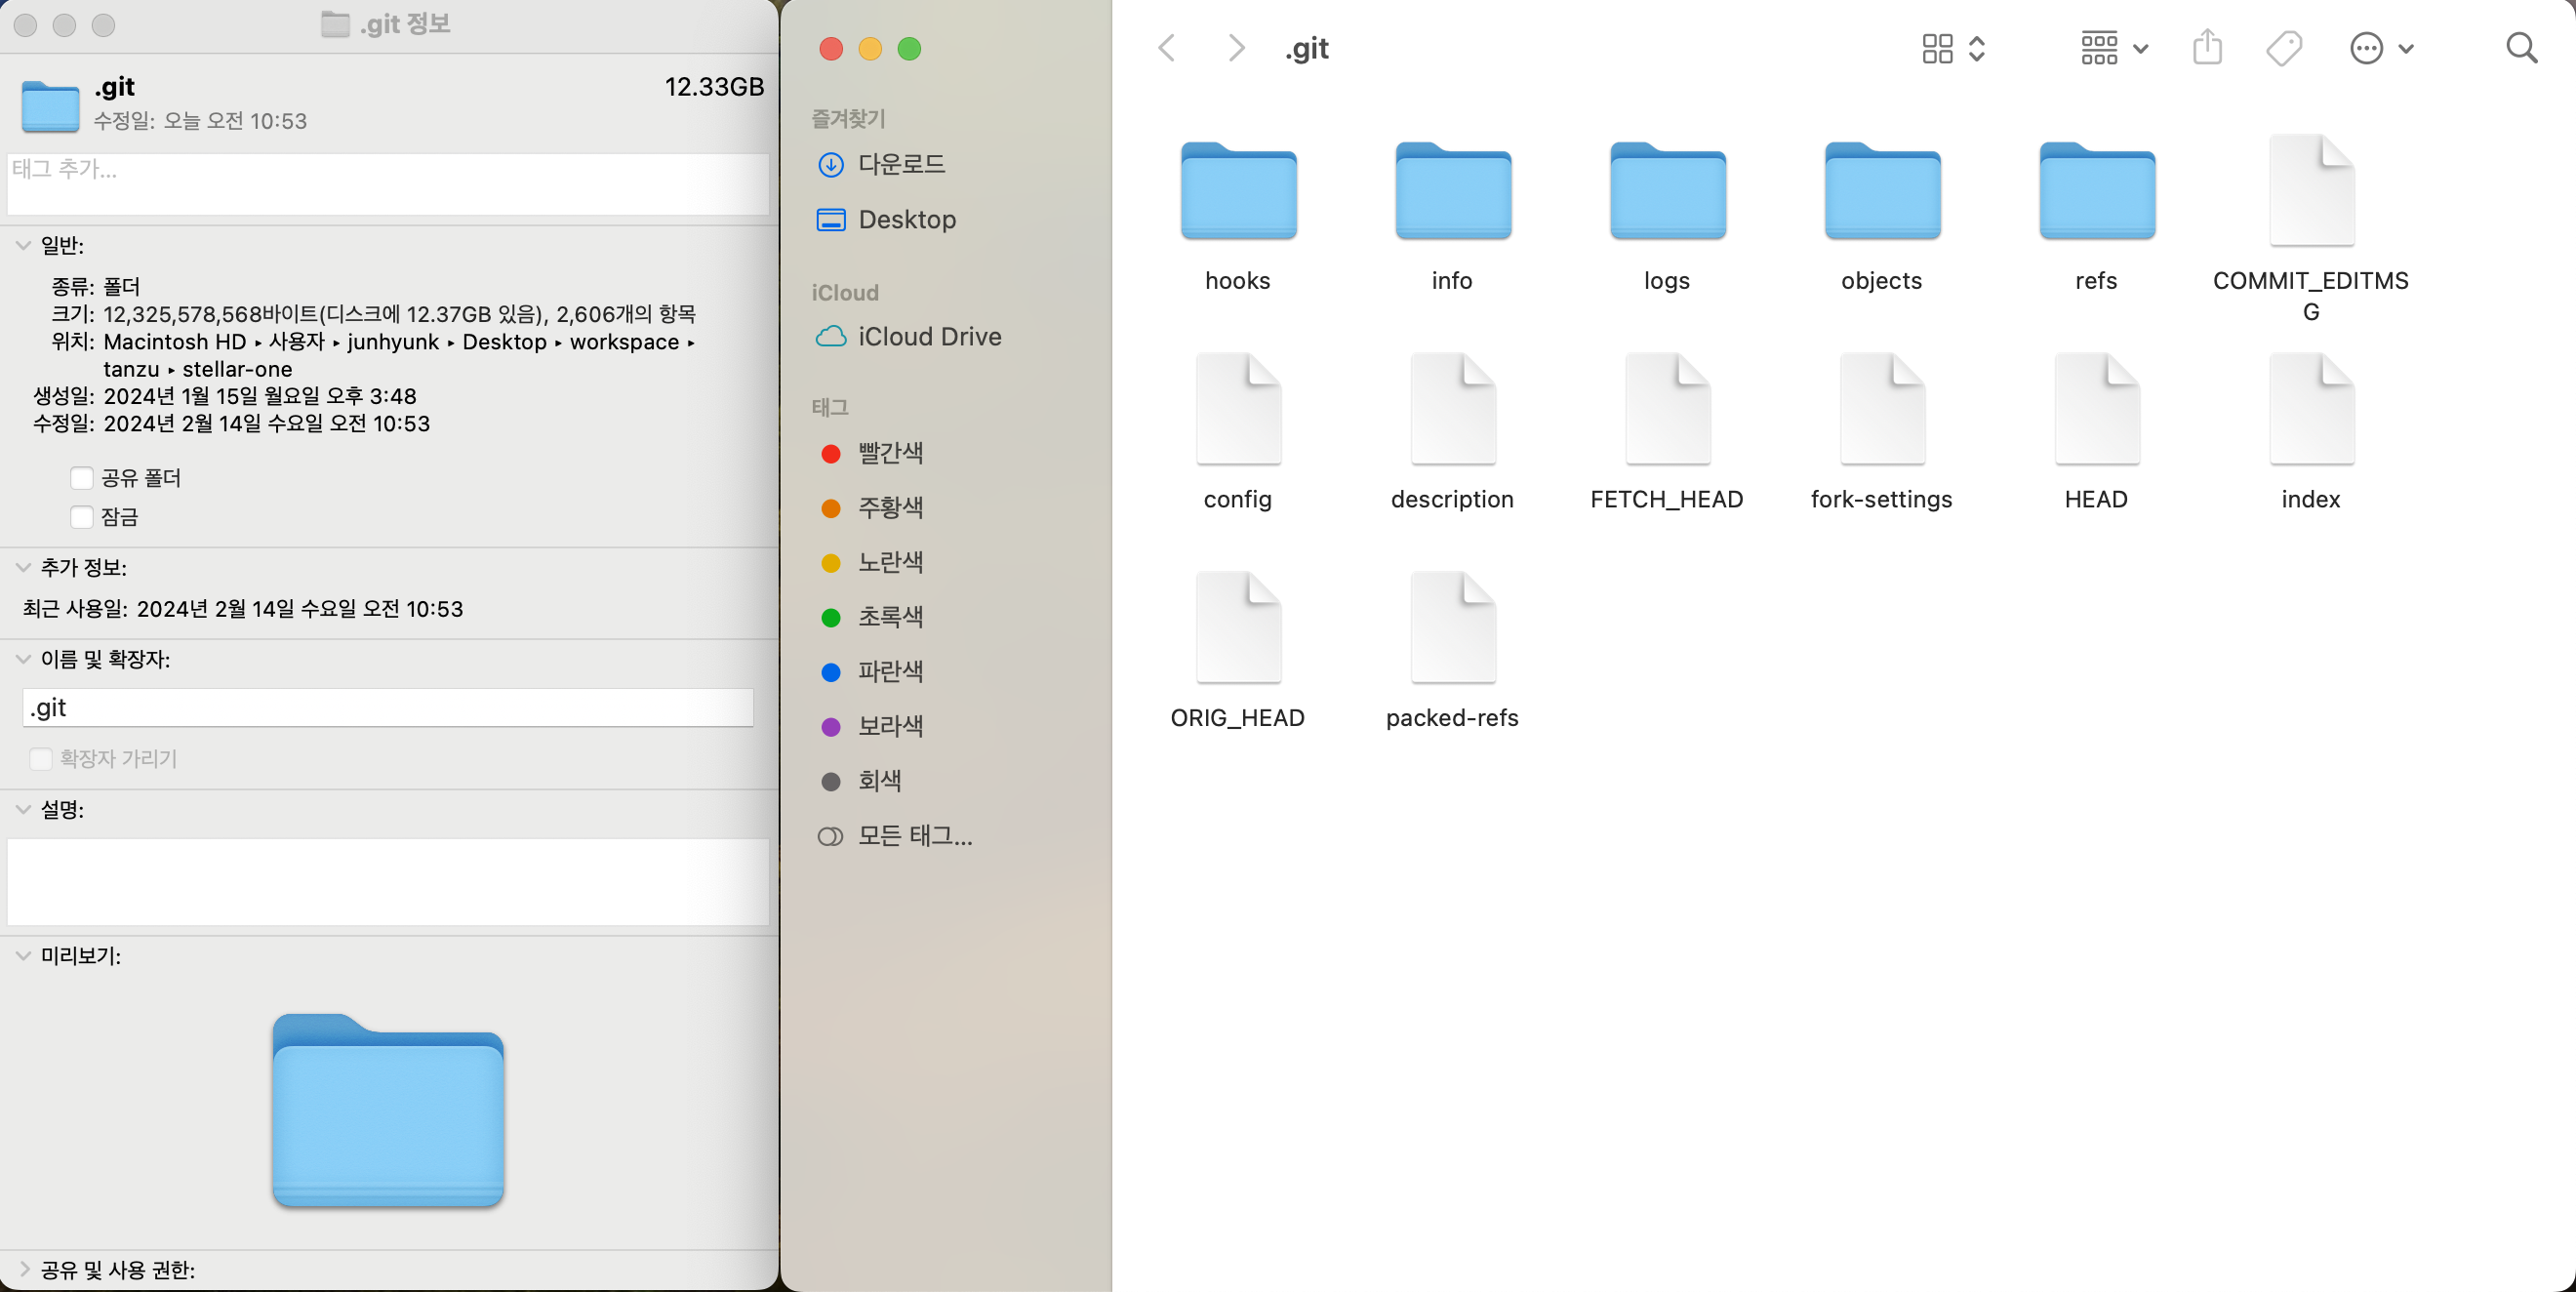 .git 정보
.git
12.33GB
수정일: 오늘 오전 10:53
태그 추가...
일반:
종류: 폴더
크기: 12,325,578,568바이트(디스크에 12.37GB 있음), 2,606개의 항목
위치: Macintosh HD ▸ 사용자 ▸ junhyunk ▸ Desktop ▸ workspace ▸
tanzu ▸ stellar-one
생성일: 2024년 1월 15일 월요일 오후 3:48
수정일: 2024년 2월 14일 수요일 오전 10:53
공유 폴더
잠금
추가 정보:
최근 사용일: 2024년 2월 14일 수요일 오전 10:53
이름 및 확장자:
.git
확장자 가리기
설명:
미리보기:
공유 및 사용 권한:
즐겨찾기
다운로드
Desktop
iCloud
iCloud Drive
태그
빨간색
주황색
노란색
초록색
파란색
보라색
회색
모든 태그...
.git
hooks
info
logs
objects
refs
COMMIT_EDITMS
G
config
description
FETCH_HEAD
fork-settings
HEAD
index
ORIG_HEAD
packed-refs